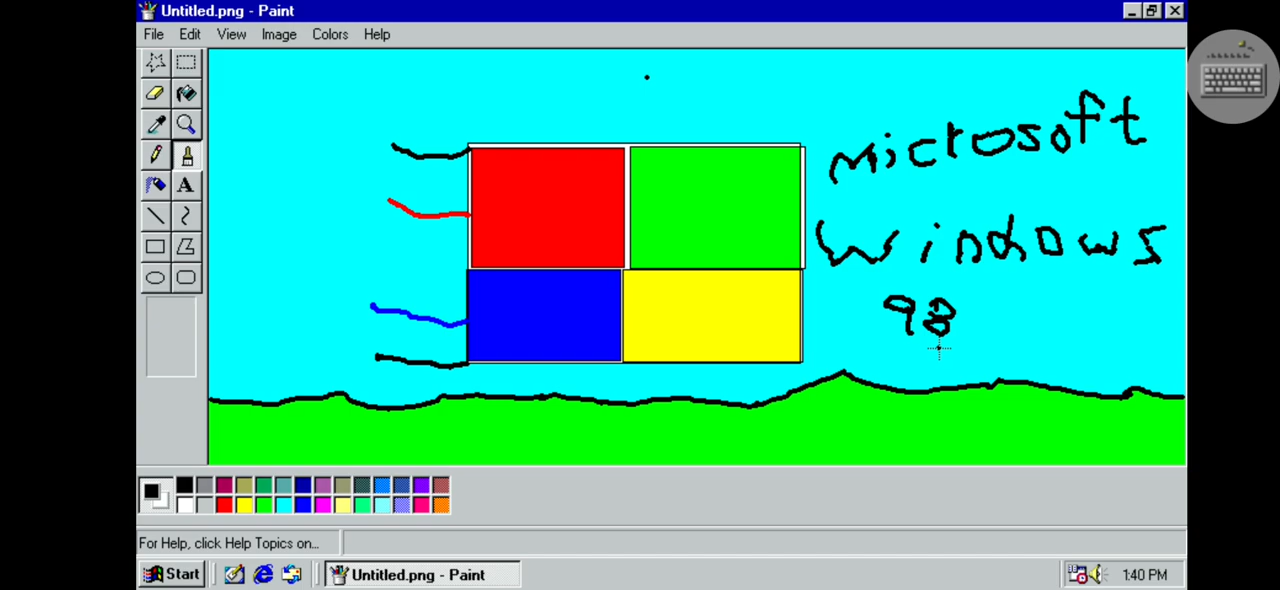 Untitled.png - Paint
File Edit View Image Colors Help
Microsoft
Windows
98
For Help, click Help Topics on...
Start Untitled.png - Paint 1:40 PM